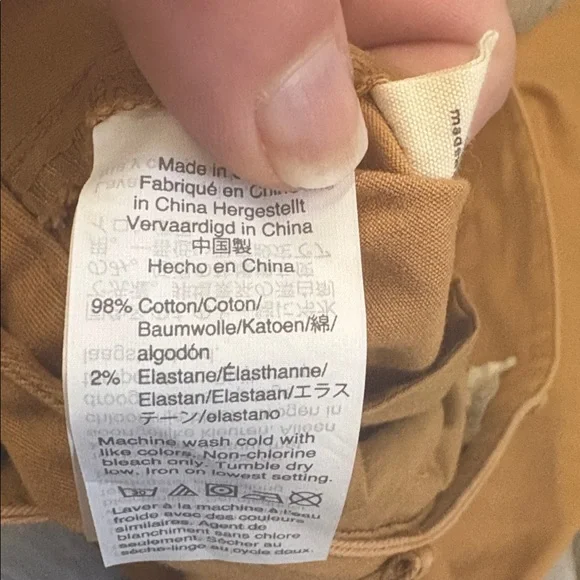 Made in
Fabriqué en
in China Hergestellt
Vervaardigd in China
中国製
Hecho en China
98% Cotton/Coton/
Baumwolle/Katoen/綿/
algodón
2% Elastane/Élasthanne/
Elastan/Elastaan/エラス
テーン/elastano
Machine wash cold with
like colors. Non-chlorine
bleach only. Tumble dry
low. Iron on lowest setting.
Laver à la machine à l'eau
froide avec des couleurs
similaires. Agent de
blanchiment sans chlore
seulement. Sécher au
sèche-linge au cycle doux.